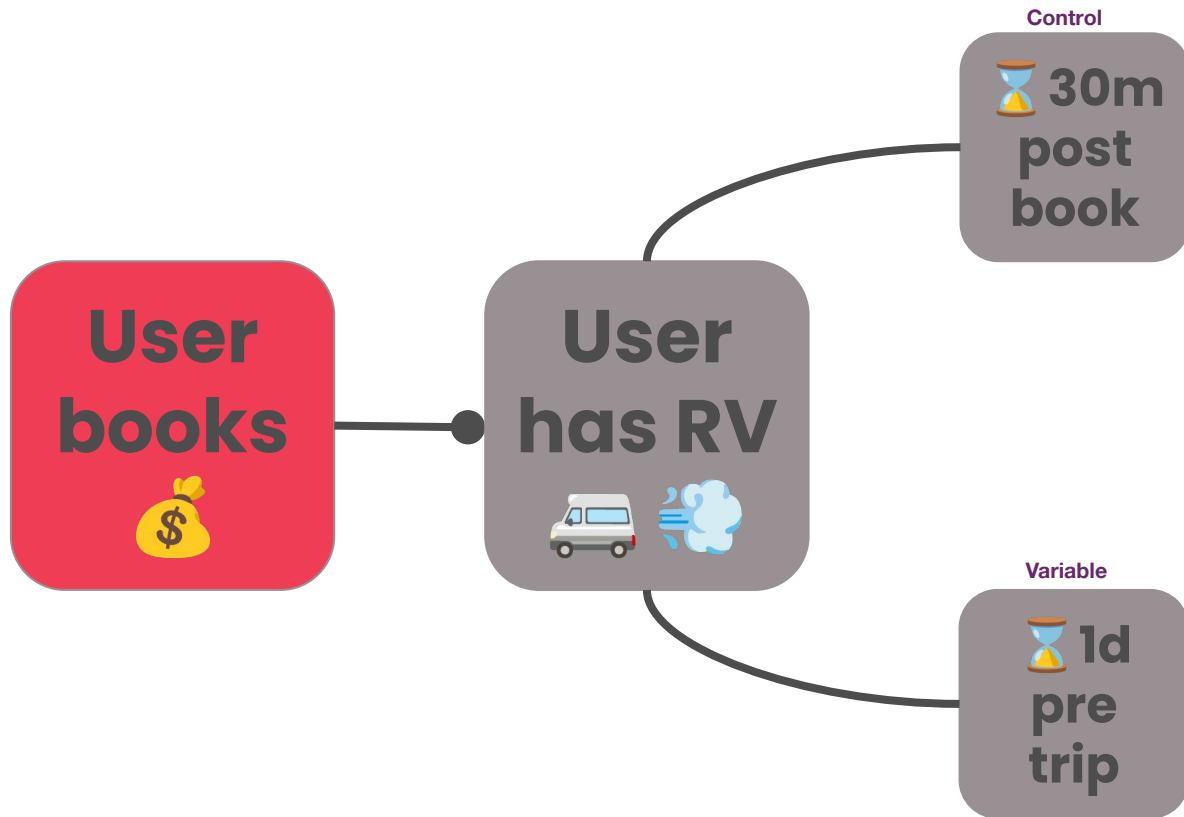 User
books
User
has RV
Control
30m
post
book
Variable
1d
pre
trip